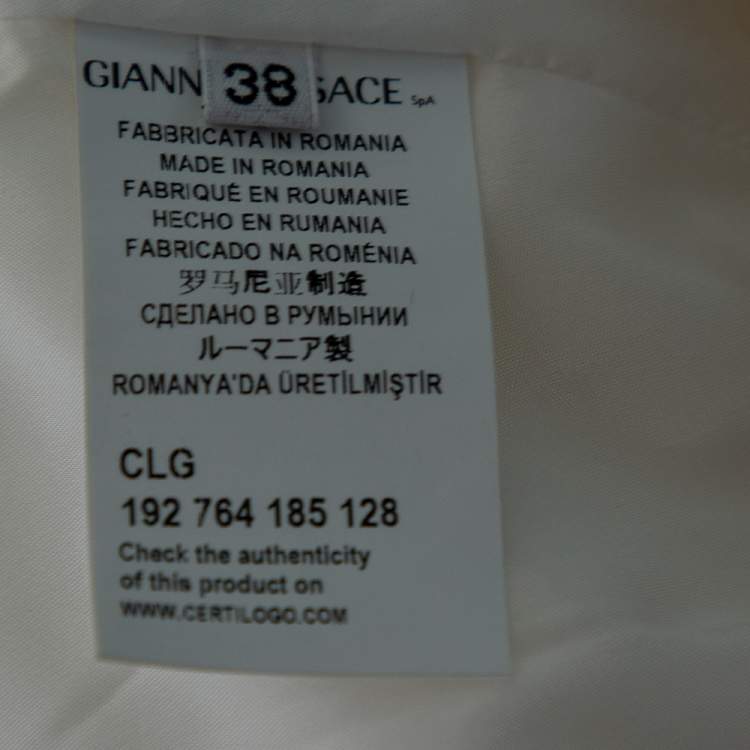 GIANN 38 SACE SpA
FABBRICATA IN ROMANIA
MADE IN ROMANIA
FABRIQUÉ EN ROUMANIE
HECHO EN RUMANIA
FABRICADO NA ROMÉNIA
罗马尼亚制造
СДЕЛАНО В РУМЫНИИ
ルーマニア製
ROMANYA'DA ÜRETİLMİŞTİR
CLG
192 764 185 128
Check the authenticity
of this product on
WWW.CERTILOGO.COM